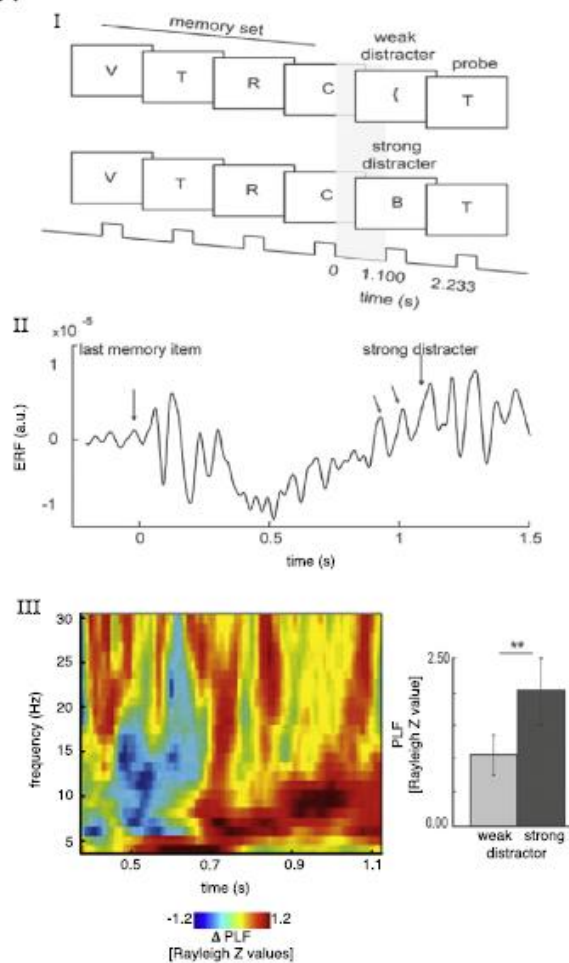 I
memory set
weak
distracter
probe
V
T
R
C
{
T
strong
distracter
V
T
R
C
B
T
0
1.100
2.233
time (s)
II
x10 -5
1
last memory item
strong distracter
ERF (a.u.)
0
-1
0
0.5
1
1.5
time (s)
III
30
25
20
15
10
5
frequency (Hz)
0.5
0.7
0.9
1.1
time (s)
-1.2
1.2
Δ PLF
[Rayleigh Z values]
2.50
**
PLF
[Rayleigh Z value]
0.00
weak strong
distractor